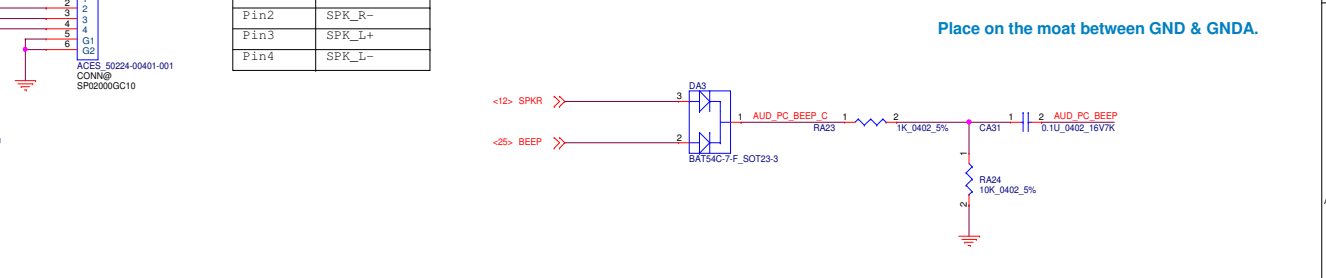 2
3
4
5
6
2
3
4
G1
G2
ACES_50224-00401-001
CONN@
SP02000GC10
Pin2 SPK_R-
Pin3 SPK_L+
Pin4 SPK_L-
Place on the moat between GND & GNDA.
<12> SPKR
<25> BEEP
DA3
3
2
1
BAT54C-7-F_SOT23-3
AUD_PC_BEEP_C
RA23
1
2
1K_0402_5%
CA31
1
2
AUD_PC_BEEP
0.1U_0402_16V7K
1
RA24
10K_0402_5%
2